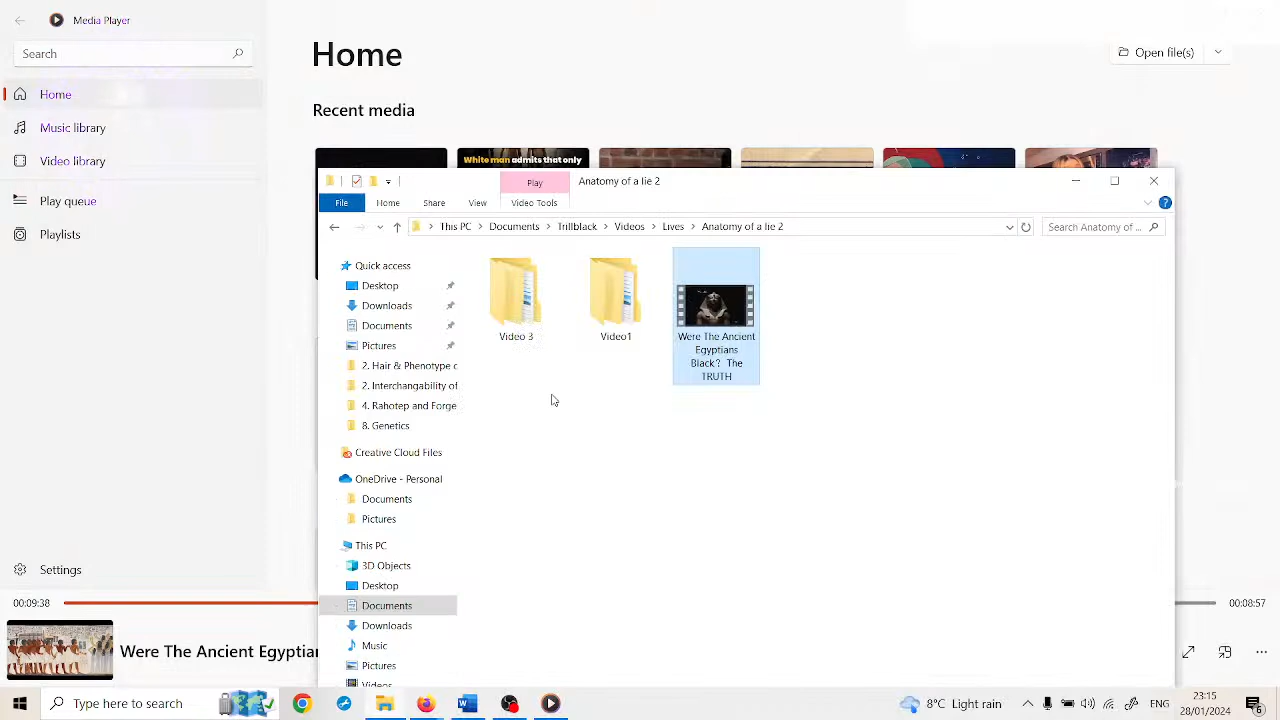 Media Player
Search
Home
Music library
Video library
Play queue
Playlists
Settings
Home
Open file(s)
Recent media
White man admits that only
Play
Anatomy of a lie 2
File
Home
Share
View
Video Tools
This PC
Documents
Trillblack
Videos
Lives
Anatomy of a lie 2
Search Anatomy of ...
Quick access
Desktop
Downloads
Documents
Pictures
2. Hair & Phenotype c
2. Interchangability of
4. Rahotep and Forge
8. Genetics
Creative Cloud Files
OneDrive - Personal
Documents
Pictures
This PC
3D Objects
Desktop
Documents
Downloads
Music
Pictures
Videos
Video 3
Video1
Were The Ancient
Egyptians
Black? The
TRUTH
00:09:38
00:08:57
Were The Ancient Egyptian
Type here to search
8°C Light rain
ENG
23:15
28/01/2024
6